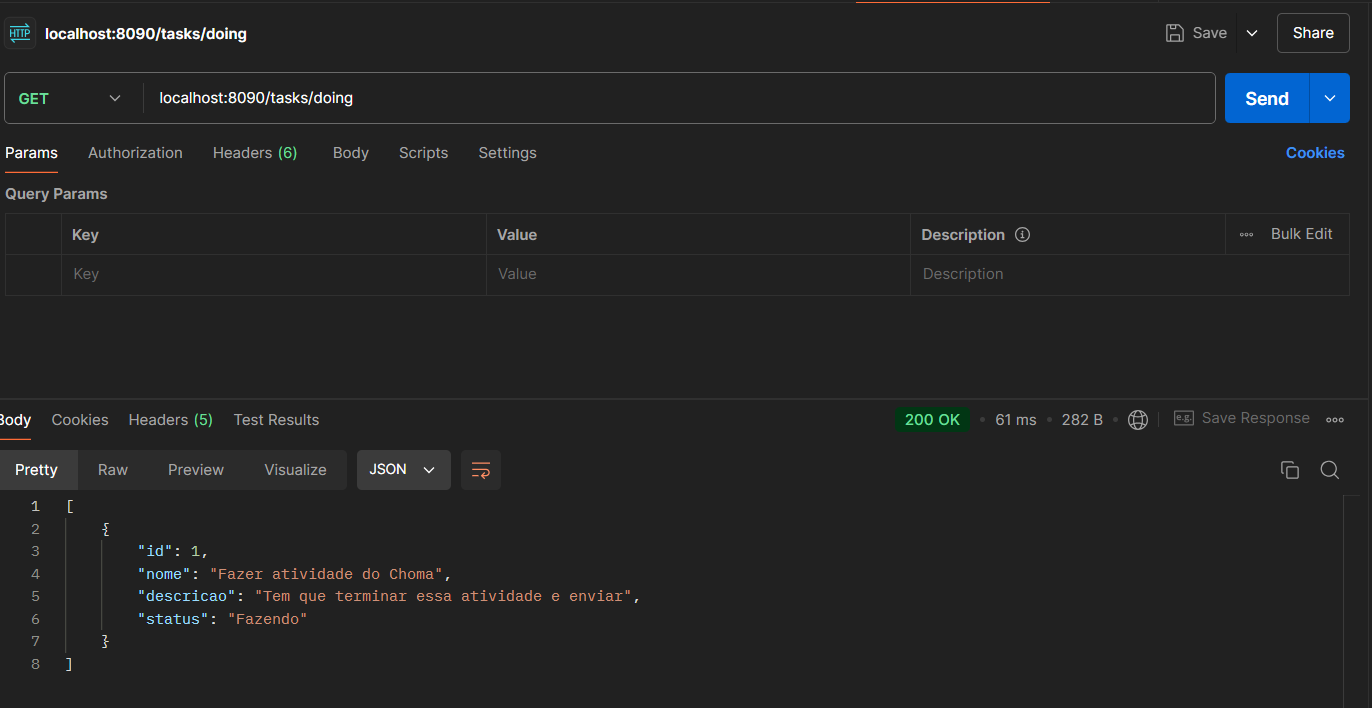 HTTP localhost:8090/tasks/doing Save Share
GET localhost:8090/tasks/doing Send
Params Authorization Headers (6) Body Scripts Settings Cookies
Query Params
Key Value Description Bulk Edit
Key Value Description
Body Cookies Headers (5) Test Results 200 OK • 61 ms • 282 B • e.g. Save Response
Pretty Raw Preview Visualize JSON
1 [
2 {
3 "id": 1,
4 "nome": "Fazer atividade do Choma",
5 "descricao": "Tem que terminar essa atividade e enviar",
6 "status": "Fazendo"
7 }
8 ]